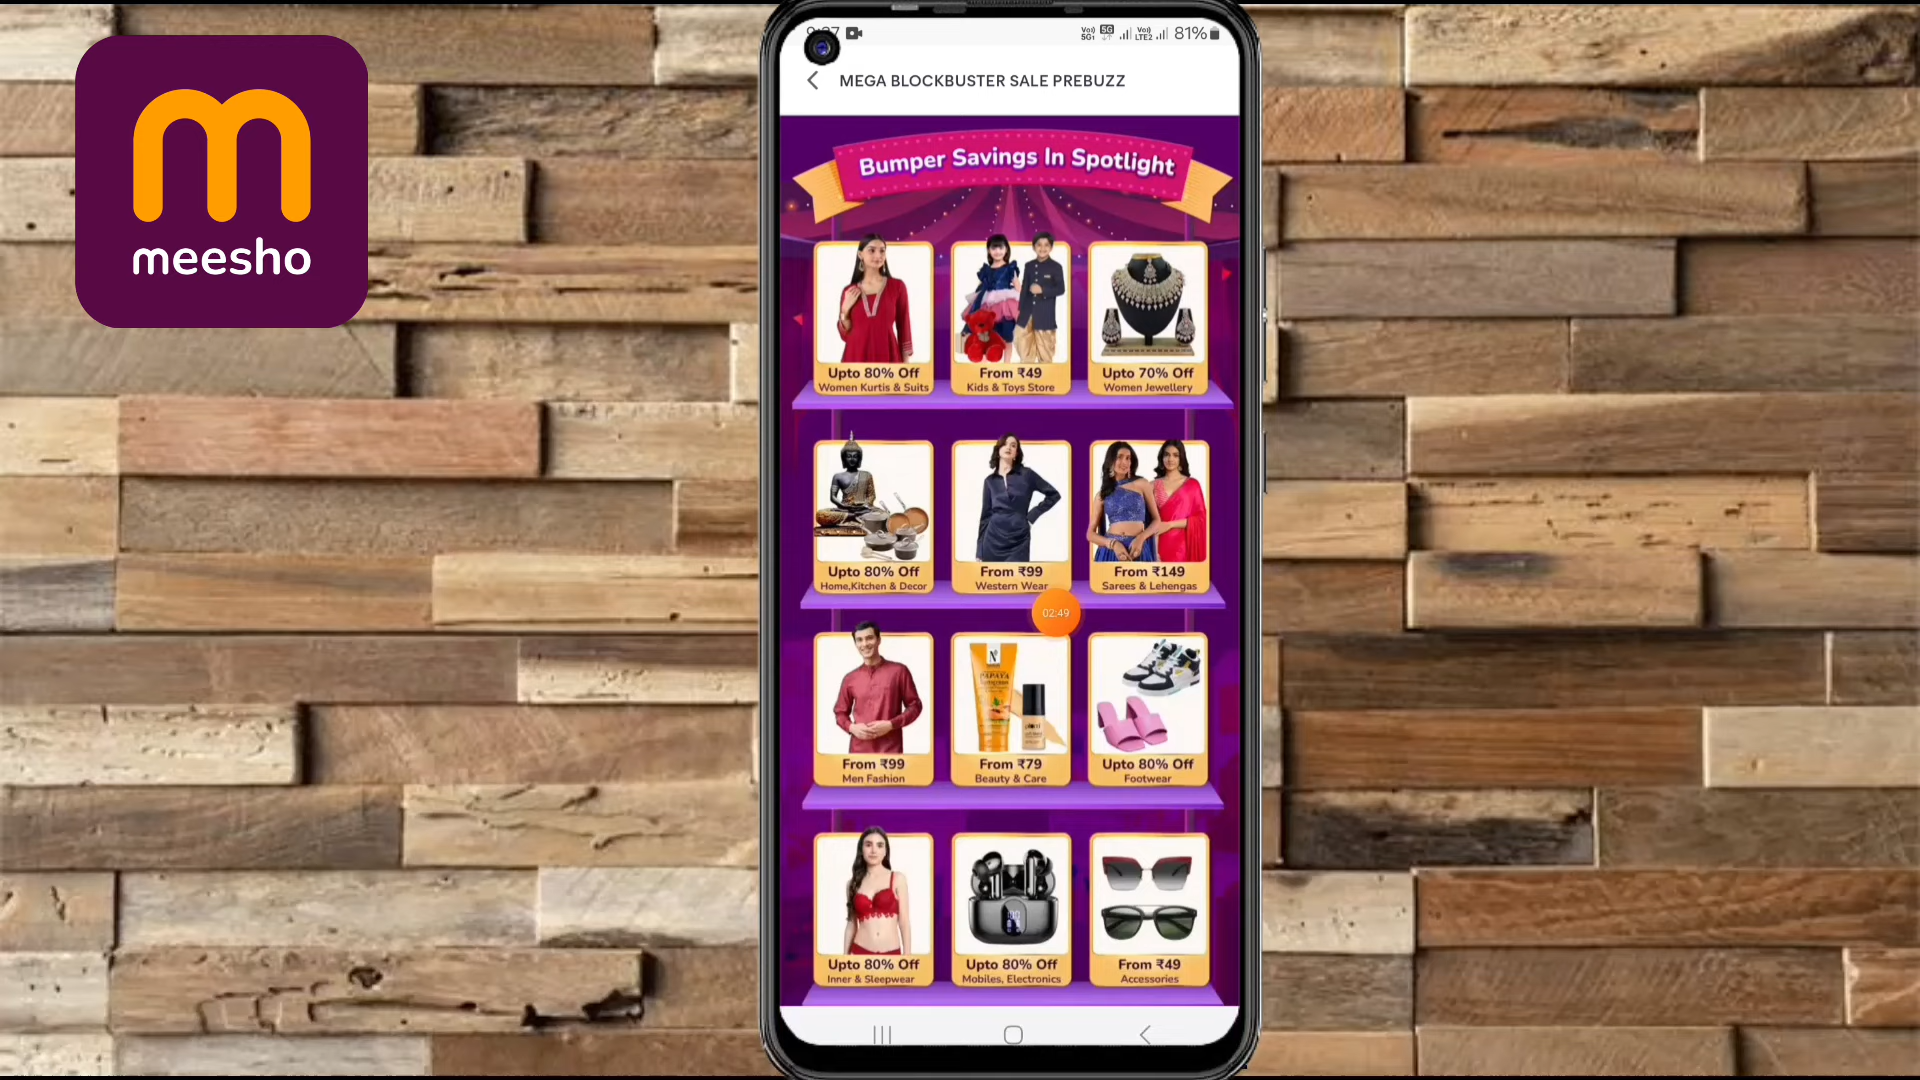 meesho
81%
MEGA BLOCKBUSTER SALE PREBUZZ
Bumper Savings In Spotlight
Upto 80% Off
Women Kurtis & Suits
From ₹49
Kids & Toys Store
Upto 70% Off
Women Jewellery
Upto 80% Off
Home,Kitchen & Decor
From ₹99
Western Wear
From ₹149
Sarees & Lehengas
02:49
From ₹99
Men Fashion
PAPAYA
From ₹79
Beauty & Care
Upto 80% Off
Footwear
Upto 80% Off
Inner & Sleepwear
100
Upto 80% Off
Mobiles, Electronics
From ₹49
Accessories